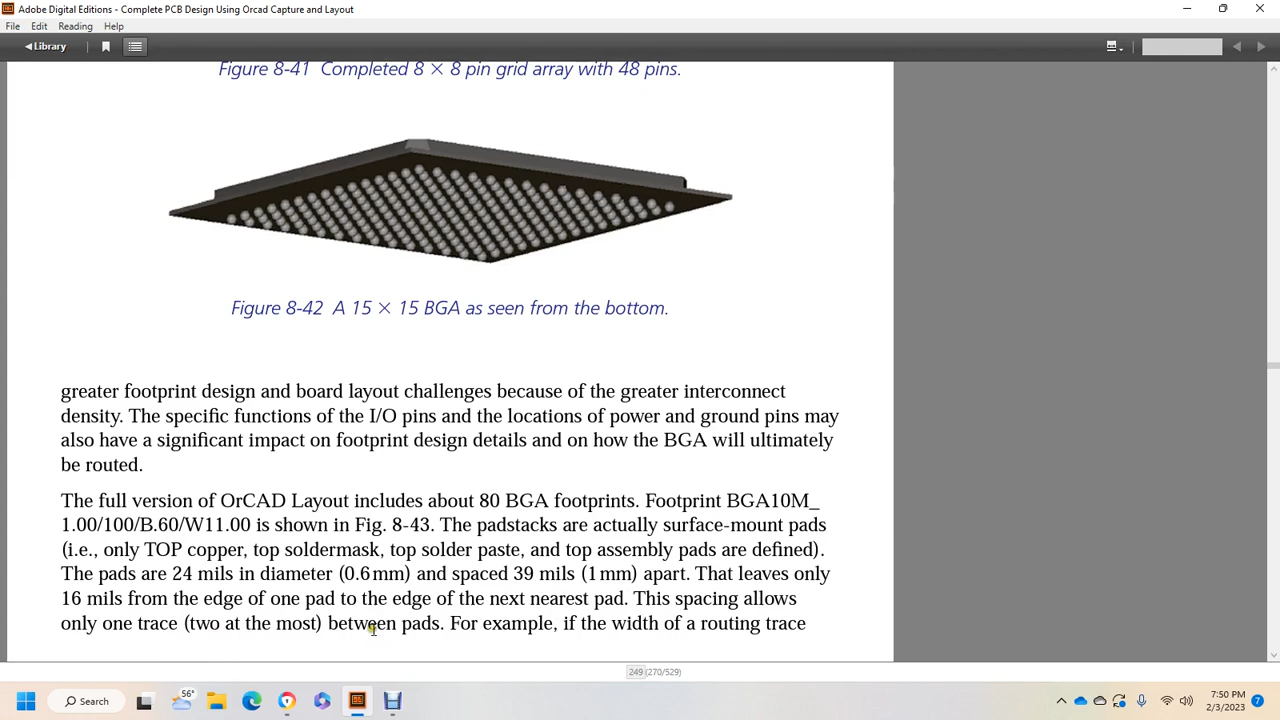 Adobe Digital Editions - Complete PCB Design Using Orcad Capture and Layout
File Edit Reading Help
Library
Figure 8-41 Completed 8 × 8 pin grid array with 48 pins.
Figure 8-42 A 15 × 15 BGA as seen from the bottom.
greater footprint design and board layout challenges because of the greater interconnect
density. The specific functions of the I/O pins and the locations of power and ground pins may
also have a significant impact on footprint design details and on how the BGA will ultimately
be routed.
The full version of OrCAD Layout includes about 80 BGA footprints. Footprint BGA10M_
1.00/100/B.60/W11.00 is shown in Fig. 8-43. The padstacks are actually surface-mount pads
(i.e., only TOP copper, top soldermask, top solder paste, and top assembly pads are defined).
The pads are 24 mils in diameter (0.6 mm) and spaced 39 mils (1 mm) apart. That leaves only
16 mils from the edge of one pad to the edge of the next nearest pad. This spacing allows
only one trace (two at the most) between pads. For example, if the width of a routing trace
249 (270/529)
Search
56°
7:50 PM
2/3/2023
7